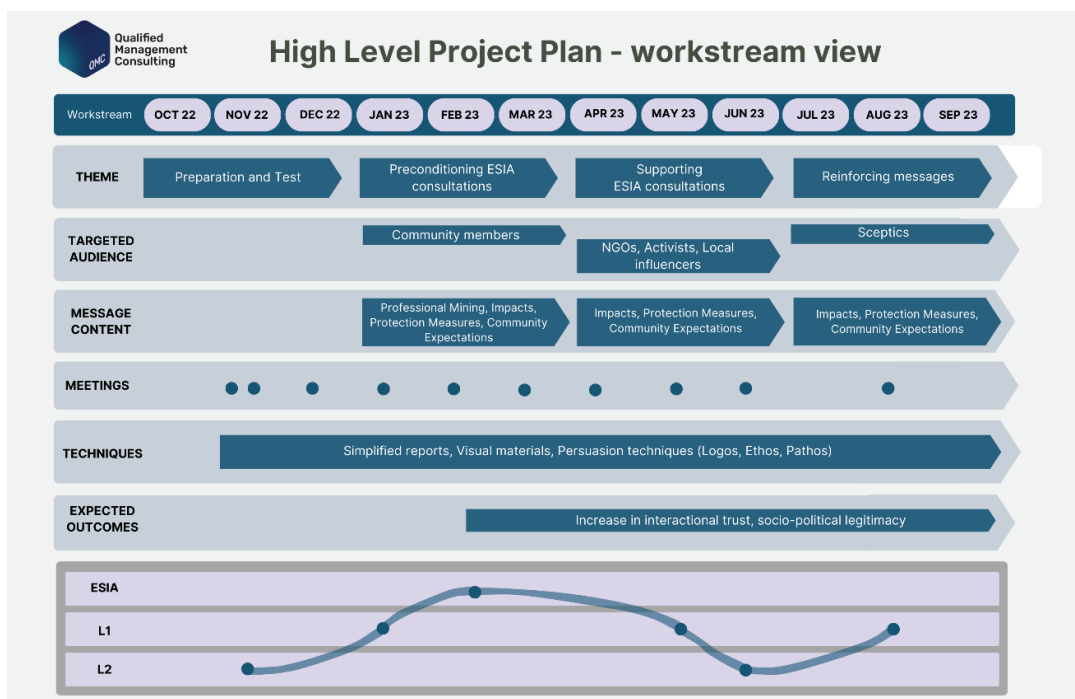 Qualified
Management
Consulting
QMC
High Level Project Plan - workstream view
Workstream
OCT 22
NOV 22
DEC 22
JAN 23
FEB 23
MAR 23
APR 23
MAY 23
JUN 23
JUL 23
AUG 23
SEP 23
THEME
Preparation and Test
Preconditioning ESIA
consultations
Supporting
ESIA consultations
Reinforcing messages
TARGETED
AUDIENCE
Community members
NGOs, Activists, Local
influencers
Sceptics
MESSAGE
CONTENT
Professional Mining, Impacts,
Protection Measures, Community
Expectations
Impacts, Protection Measures,
Community Expectations
Impacts, Protection Measures,
Community Expectations
MEETINGS
TECHNIQUES
Simplified reports, Visual materials, Persuasion techniques (Logos, Ethos, Pathos)
EXPECTED
OUTCOMES
Increase in interactional trust, socio-political legitimacy
ESIA
L1
L2